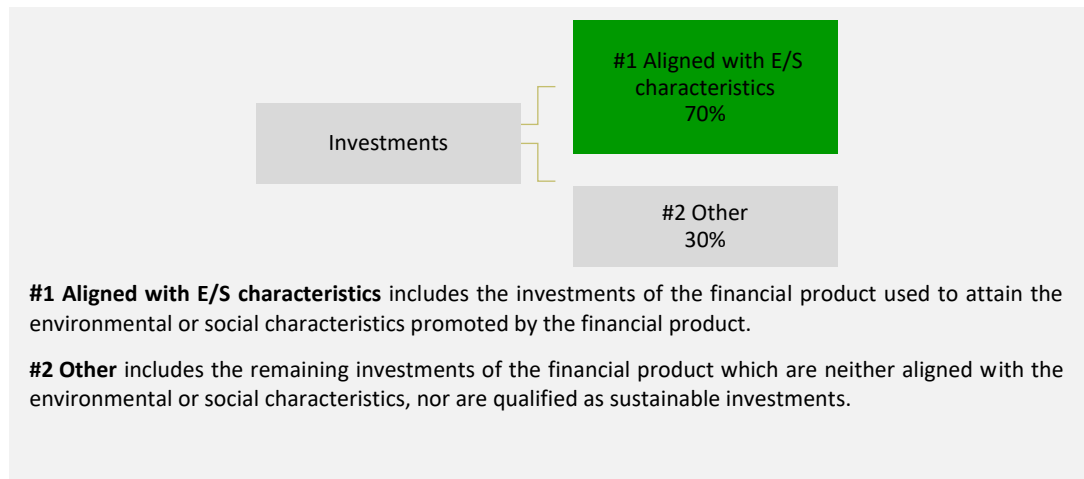 #1 Aligned with E/S
characteristics
70%
Investments
#2 Other
30%
#1 Aligned with E/S characteristics includes the investments of the financial product used to attain the
environmental or social characteristics promoted by the financial product.
#2 Other includes the remaining investments of the financial product which are neither aligned with the
environmental or social characteristics, nor are qualified as sustainable investments.